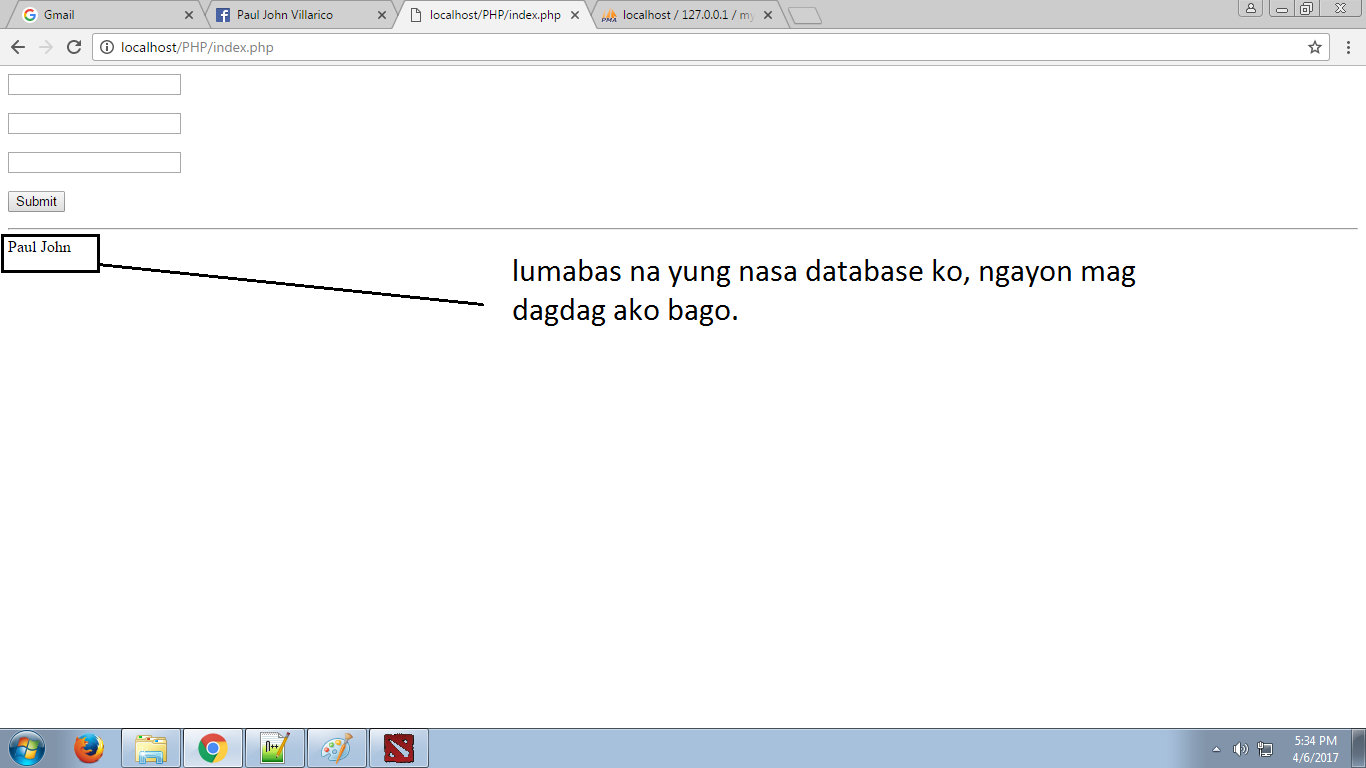 Gmail
Paul John Villarico
localhost/PHP/index.php
localhost / 127.0.0.1 / my
localhost/PHP/index.php
Submit
Paul John
lumabas na yung nasa database ko, ngayon mag
dagdag ako bago.
5:34 PM
4/6/2017